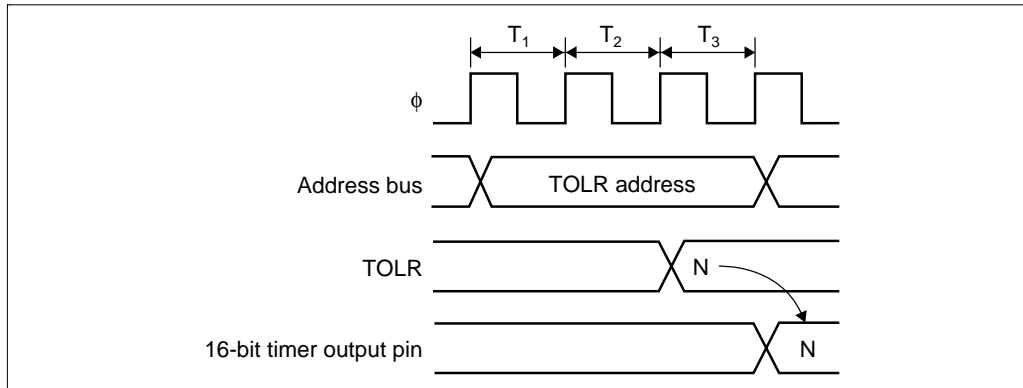 T1 T2 T3
ϕ
Address bus TOLR address
TOLR N
16-bit timer output pin N